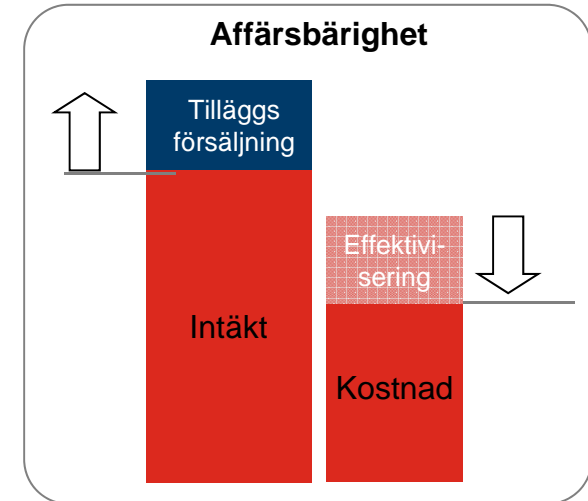 Affärsbärighet
Tilläggs
försäljning
Effektivi-
sering
Intäkt
Kostnad